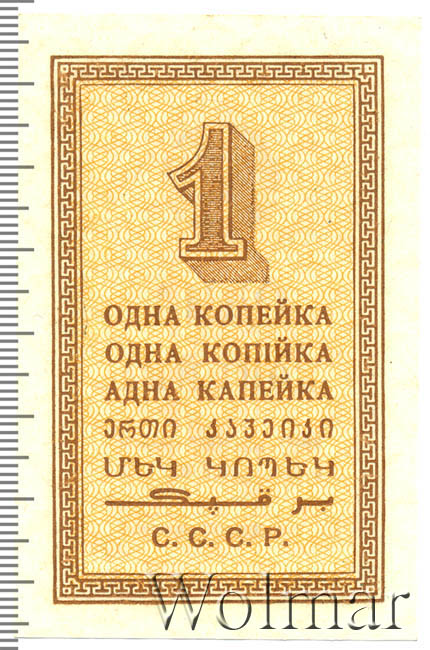 1
ОДНА КОПЕЙКА
ОДНА КОПІЙКА
АДНА КАПЕЙКА
ერთი კაპეიკი
ՄԵԿ ԿՈՊԵԿ
بر قپك
С. С. С. Р.
Wolmar